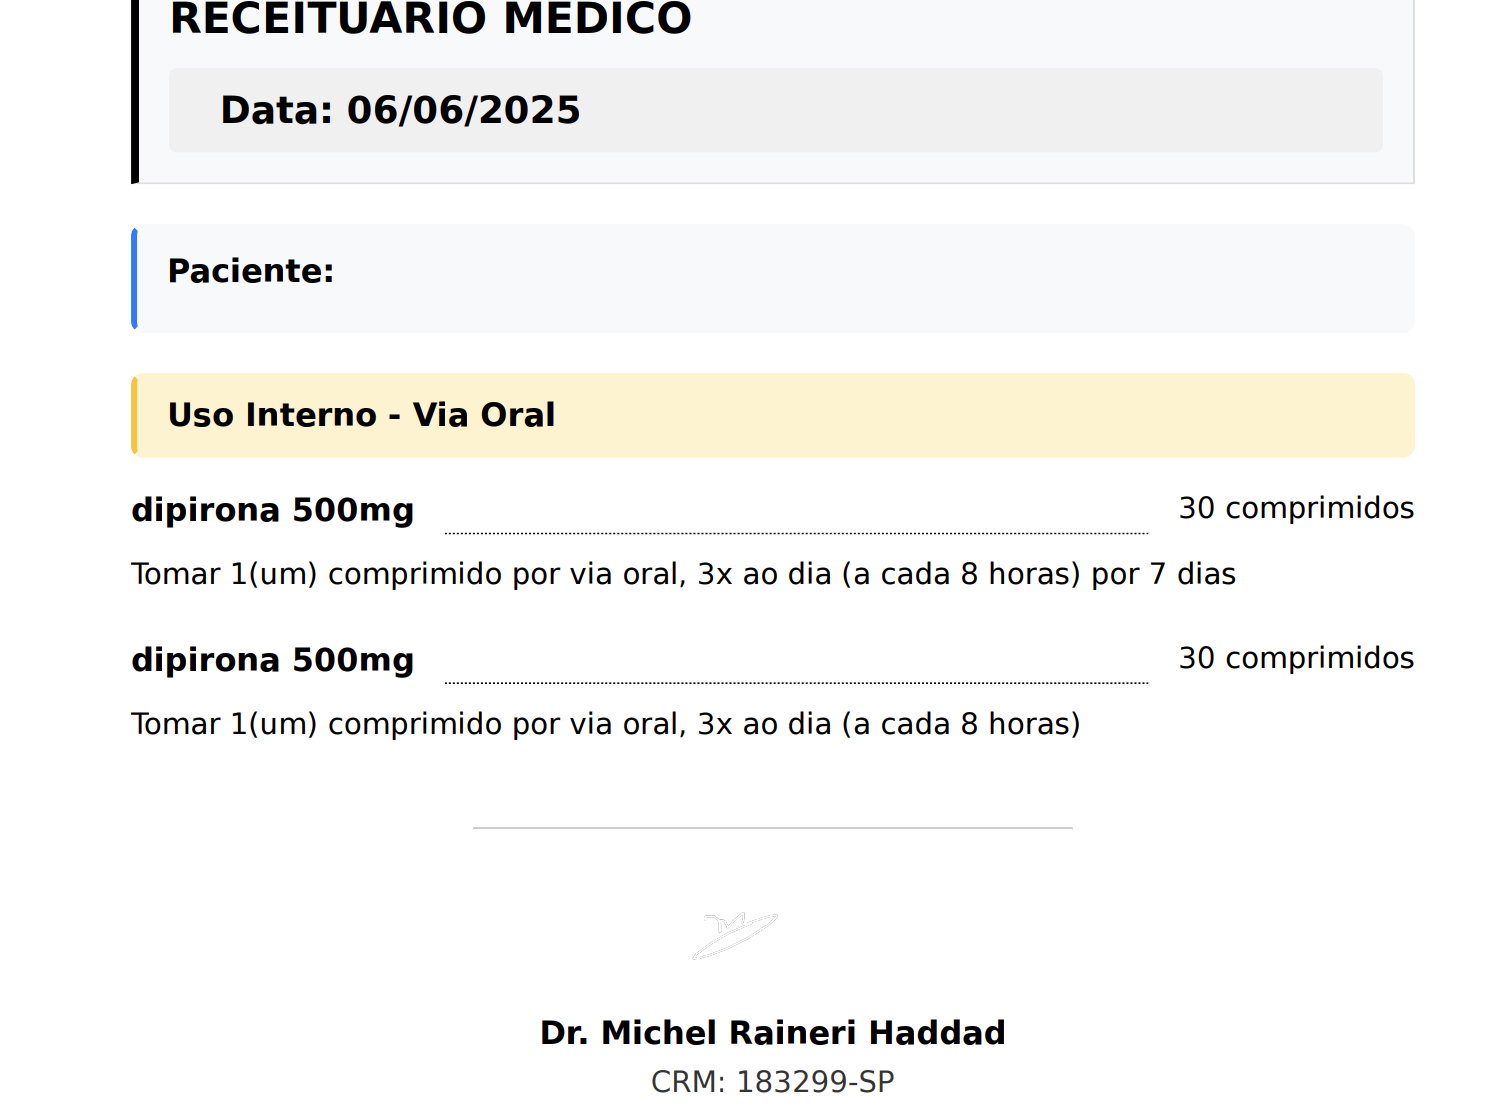 RECEITUÁRIO MÉDICO
Data: 06/06/2025
Paciente:
Uso Interno - Via Oral
dipirona 500mg 30 comprimidos
Tomar 1(um) comprimido por via oral, 3x ao dia (a cada 8 horas) por 7 dias
dipirona 500mg 30 comprimidos
Tomar 1(um) comprimido por via oral, 3x ao dia (a cada 8 horas)
Dr. Michel Raineri Haddad
CRM: 183299-SP